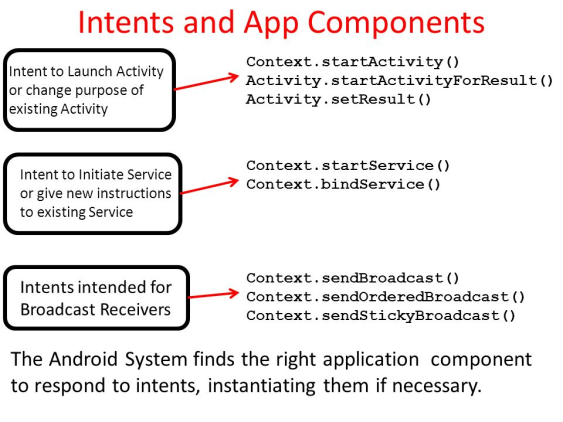 Intents and App Components
Intent to Launch Activity
or change purpose of
existing Activity
Context.startActivity()
Activity.startActivityForResult()
Activity.setResult()
Intent to Initiate Service
or give new instructions
to existing Service
Context.startService()
Context.bindService()
Intents intended for
Broadcast Receivers
Context.sendBroadcast()
Context.sendOrderedBroadcast()
Context.sendStickyBroadcast()
The Android System finds the right application component
to respond to intents, instantiating them if necessary.